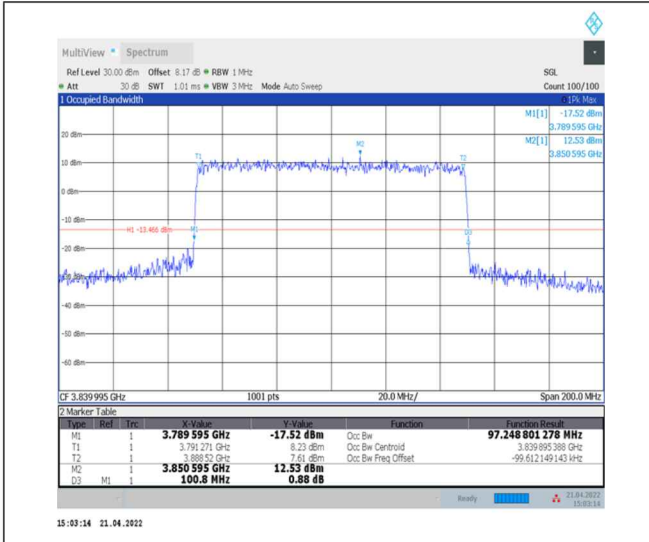 MultiView Spectrum
Ref Level 30.00 dBm Offset 8.17 dB RBW 1 MHz SGL
Att 30 dB SWT 1.01 ms VBW 3 MHz Mode Auto Sweep Count 100/100
1 Occupied Bandwidth 1Pk Max
M1[1] -17.52 dBm
3.789 595 GHz
M2[1] 12.53 dBm
3.850 595 GHz
20 dBm
M2
T1 T2
10 dBm
0 dBm
-10 dBm
H1 -13.466 dBm M1 D3
-20 dBm
-30 dBm
-40 dBm
-50 dBm
-60 dBm
CF 3.839 995 GHz 1001 pts 20.0 MHz/ Span 200.0 MHz
2 Marker Table
Type Ref Trc X-Value Y-Value Function Function Result
M1 1 3.789 595 GHz -17.52 dBm Occ Bw 97.248 801 278 MHz
T1 1 3.791 271 GHz 8.23 dBm Occ Bw Centroid 3.839 895 388 GHz
T2 1 3.888 52 GHz 7.61 dBm Occ Bw Freq Offset -99.612 149 143 kHz
M2 1 3.850 595 GHz 12.53 dBm
D3 M1 1 100.8 MHz 0.88 dB
Ready 21.04.2022
15:03:14
15:03:14 21.04.2022